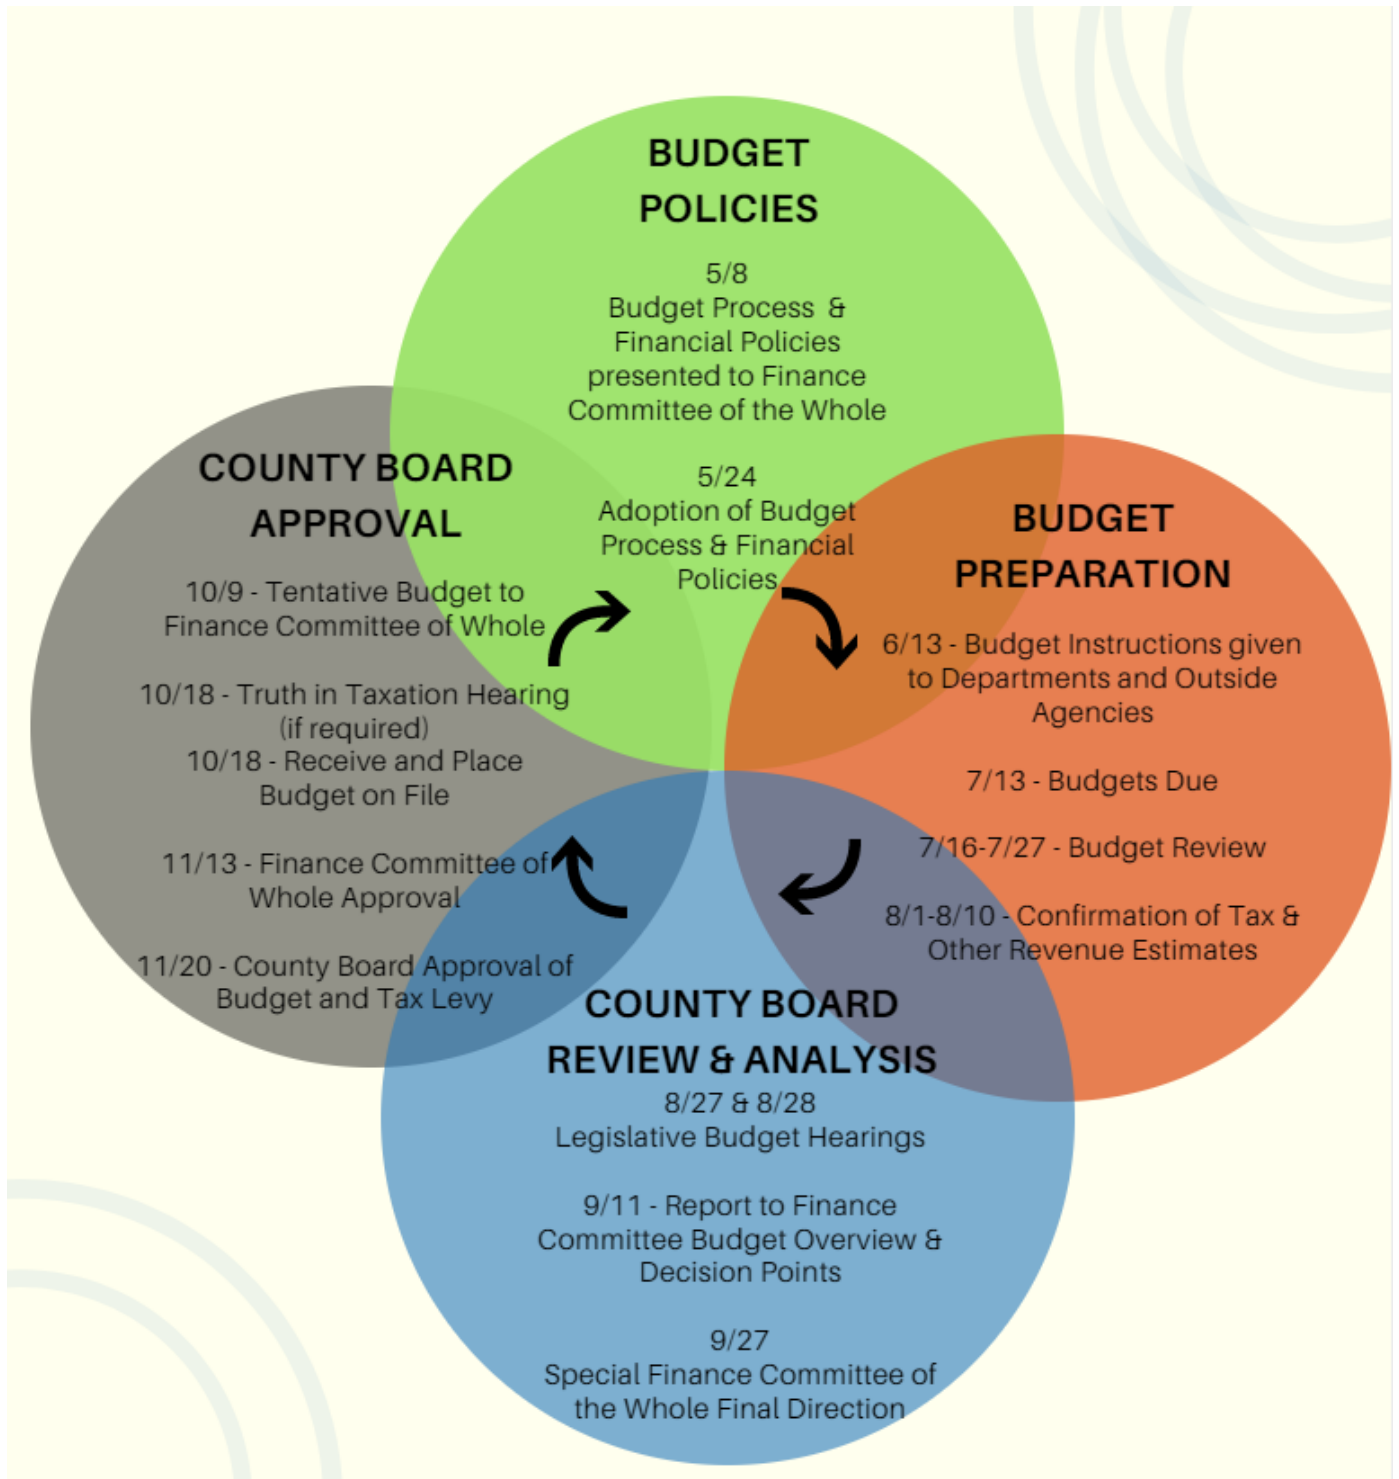 BUDGET
POLICIES
5/8
Budget Process &
Financial Policies
presented to Finance
Committee of the Whole
5/24
Adoption of Budget
Process & Financial
Policies
BUDGET
PREPARATION
6/13 - Budget Instructions given
to Departments and Outside
Agencies
7/13 - Budgets Due
7/16-7/27 - Budget Review
8/1-8/10 - Confirmation of Tax &
Other Revenue Estimates
COUNTY BOARD
REVIEW & ANALYSIS
8/27 & 8/28
Legislative Budget Hearings
9/11 - Report to Finance
Committee Budget Overview &
Decision Points
9/27
Special Finance Committee of
the Whole Final Direction
COUNTY BOARD
APPROVAL
10/9 - Tentative Budget to
Finance Committee of Whole
10/18 - Truth in Taxation Hearing
(if required)
10/18 - Receive and Place
Budget on File
11/13 - Finance Committee of
Whole Approval
11/20 - County Board Approval of
Budget and Tax Levy